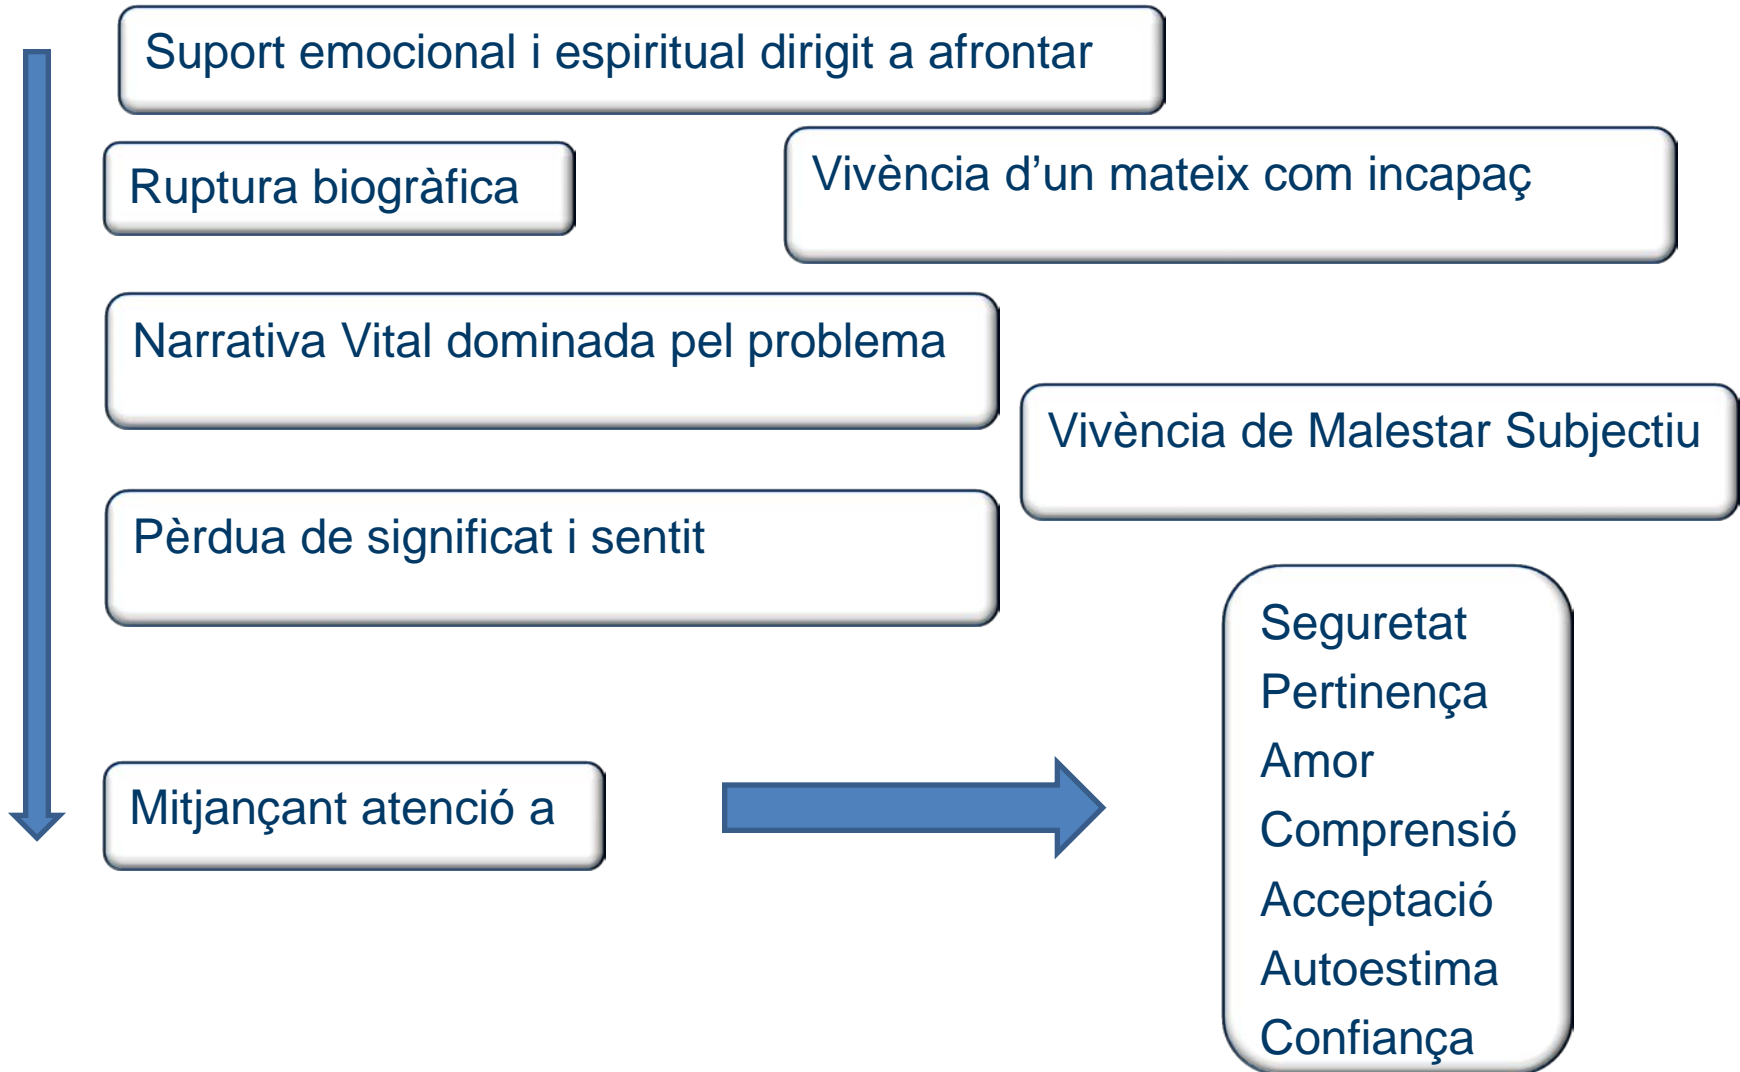 Suport emocional i espiritual dirigit a afrontar
Ruptura biogràfica
Vivència d’un mateix com incapaç
Narrativa Vital dominada pel problema
Vivència de Malestar Subjectiu
Pèrdua de significat i sentit
Mitjançant atenció a
Seguretat
Pertinença
Amor
Comprensió
Acceptació
Autoestima
Confiança